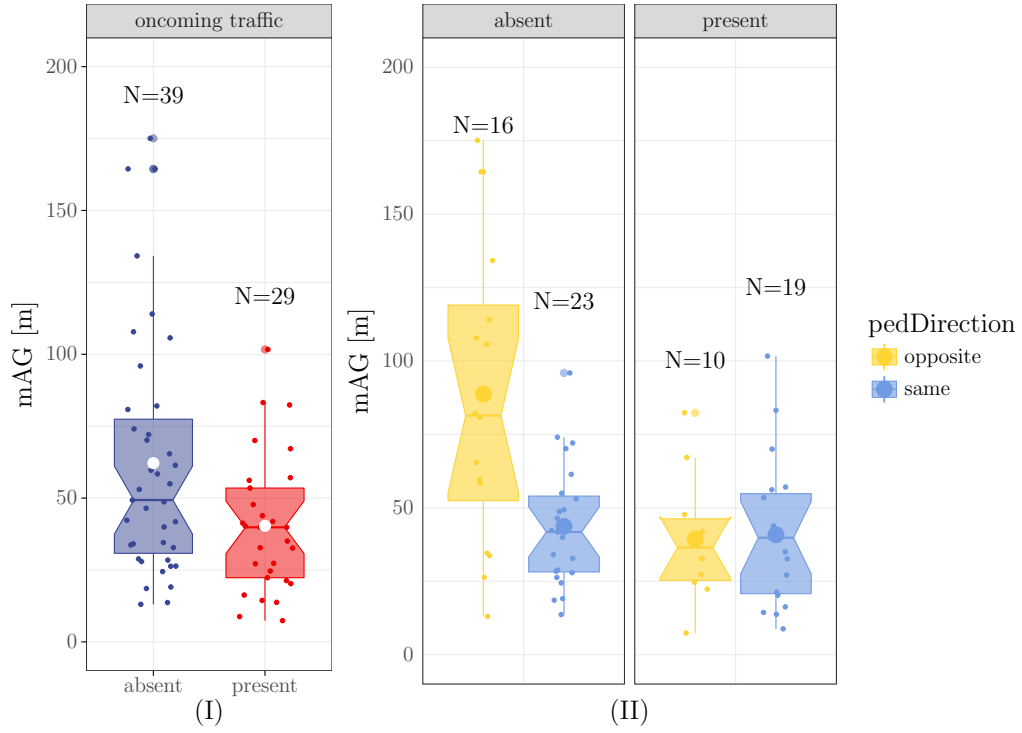 oncoming traffic
mAG [m]
200
150
100
50
0
N=39
N=29
absent
present
(I)
absent
present
mAG [m]
200
150
100
50
0
N=16
N=23
N=10
N=19
(II)
pedDirection
opposite
same